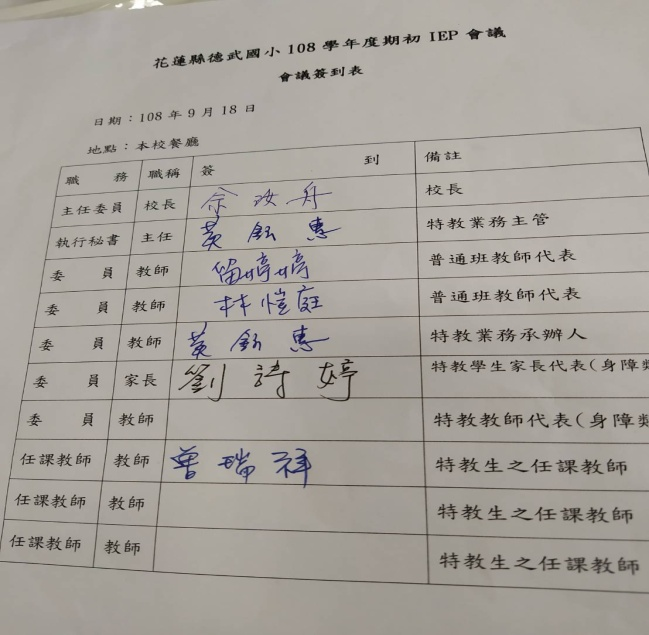 花蓮縣德武國小 108 學年度期初 IEP 會議
會議簽到表
日期：108 年 9 月 18 日
地點：本校餐廳
職 務 職稱 簽 到 備註
主任委員 校長 余 汝 升 校長
執行秘書 主任 黃 鈺 惠 特教業務主管
委 員 教師 留婷婷 普通班教師代表
委 員 教師 林愷庭 普通班教師代表
委 員 教師 黃 鈺 惠 特教業務承辦人
委 員 家長 劉 詩 婷 特教學生家長代表(身障類
委 員 教師 特教教師代表(身障類
任課教師 教師 曾 瑞 祥 特教生之任課教師
任課教師 教師 特教生之任課教師
任課教師 教師 特教生之任課教師